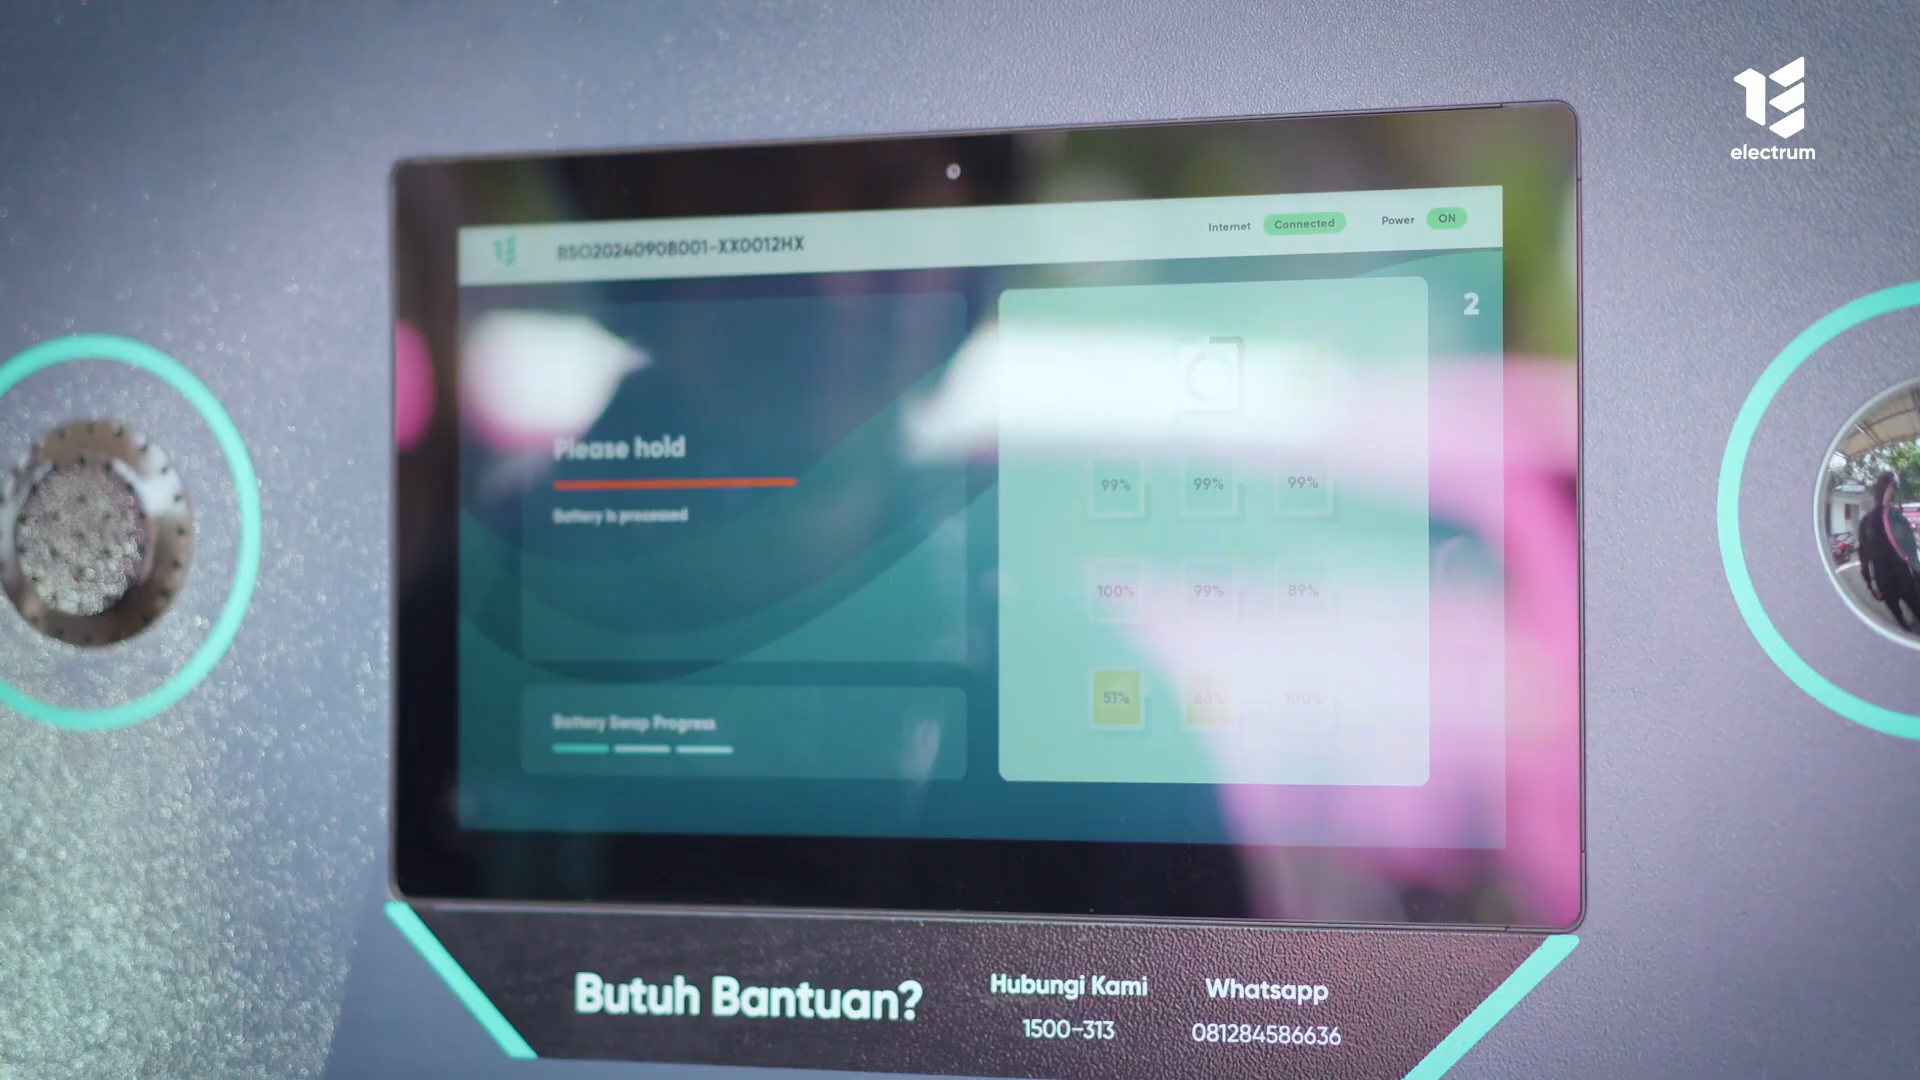 electrum
RSO20240908001-XX0012HX
Internet Connected Power ON
2
Please hold
Battery is processed
99% 99% 99%
100% 99% 89%
51% 66% 100%
Battery Swap Progress
Butuh Bantuan?
Hubungi Kami
1500-313
Whatsapp
081284586636